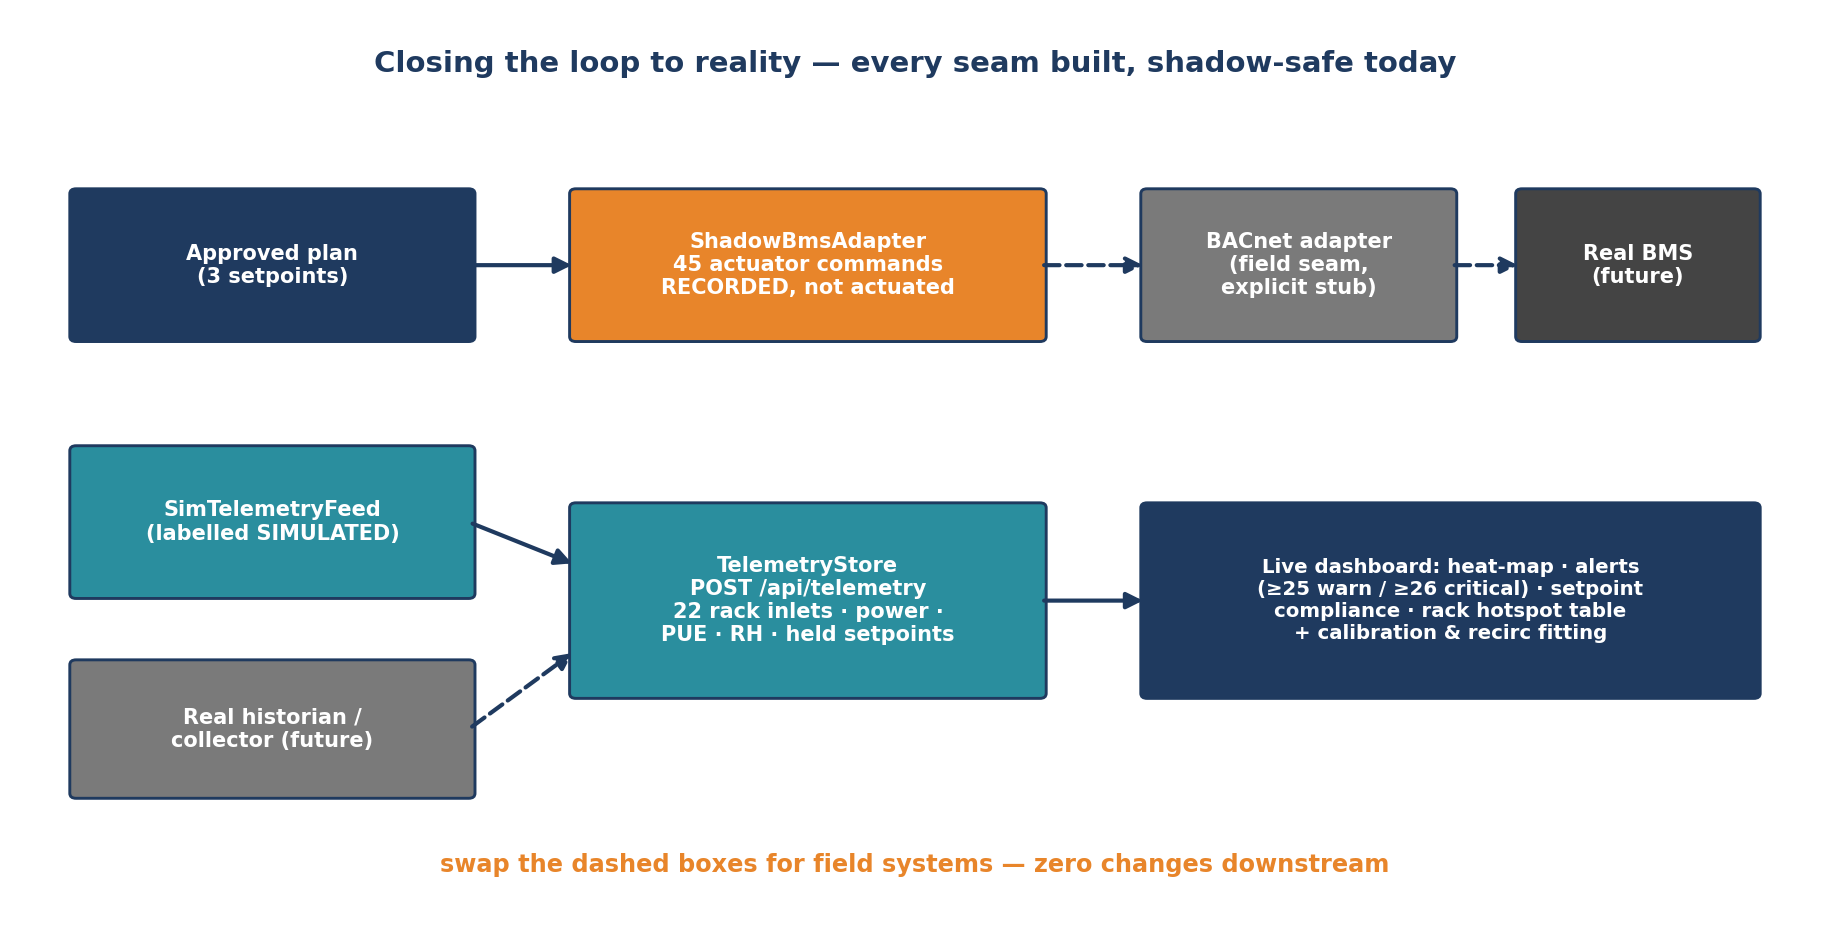 Closing the loop to reality — every seam built, shadow-safe today
Approved plan
(3 setpoints)
ShadowBmsAdapter
45 actuator commands
RECORDED, not actuated
BACnet adapter
(field seam,
explicit stub)
Real BMS
(future)
SimTelemetryFeed
(labelled SIMULATED)
TelemetryStore
POST /api/telemetry
22 rack inlets · power ·
PUE · RH · held setpoints
Live dashboard: heat-map · alerts
(≥25 warn / ≥26 critical) · setpoint
compliance · rack hotspot table
+ calibration & recirc fitting
Real historian /
collector (future)
swap the dashed boxes for field systems — zero changes downstream